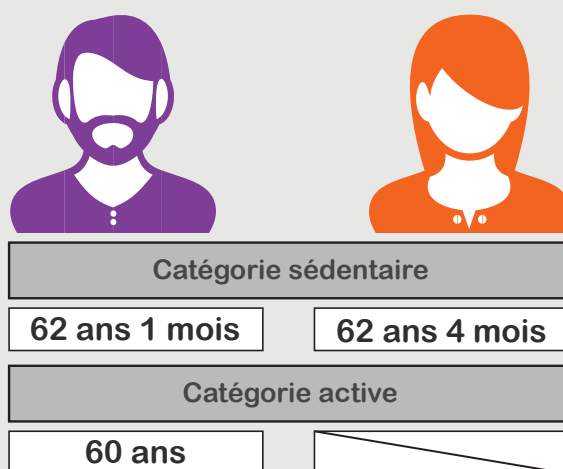 Catégorie sédentaire
62 ans 1 mois
62 ans 4 mois
Catégorie active
60 ans